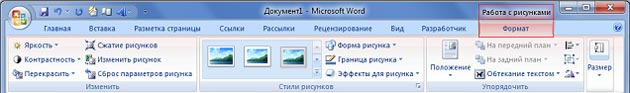 Документ1 - Microsoft Word Работа с рисунками
Главная Вставка Разметка страницы Ссылки Рассылки Рецензирование Вид Разработчик Формат
Яркость Сжатие рисунков Форма рисунка На передний план
Контрастность Изменить рисунок Граница рисунка На задний план
Перекрасить Сброс параметров рисунка Эффекты для рисунка Положение Обтекание текстом Размер
Изменить Стили рисунков Упорядочить